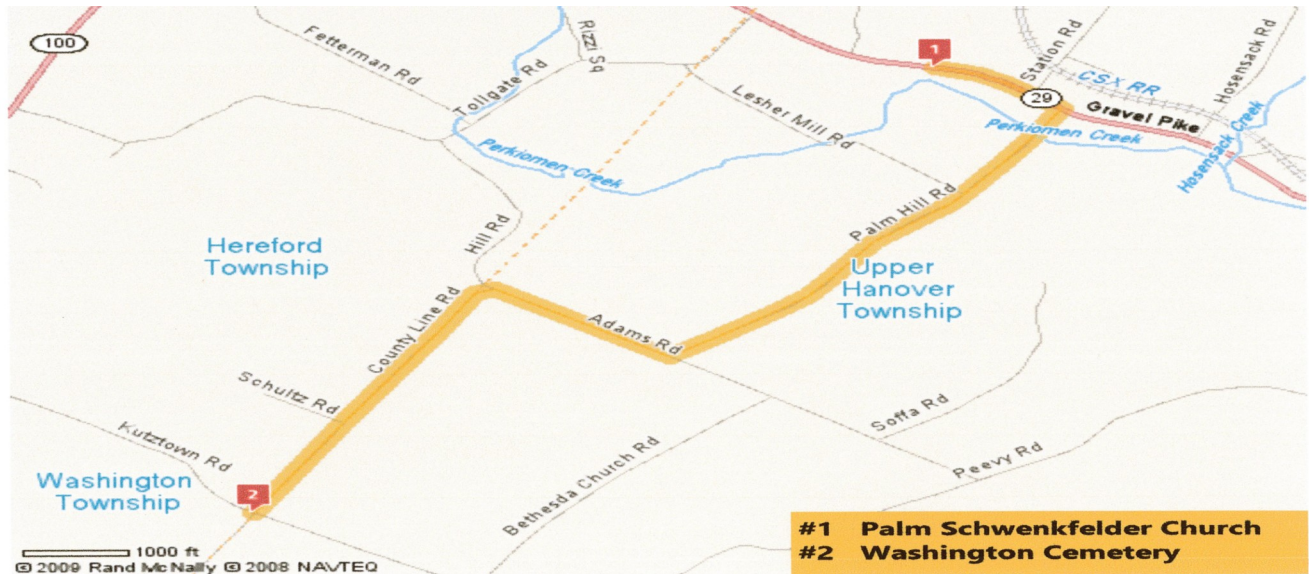 100
Fetterman Rd
Rizzi Sq
Tollgate Rd
1
Station Rd
CSX RR
Hosensack Rd
29
Gravel Pike
Lesher Mill Rd
Perkiomen Creek
Perkiomen Creek
Hosensack Creek
Palm Hill Rd
Hill Rd
Hereford
Township
Upper
Hanover
Township
County Line Rd
Adams Rd
Schultz Rd
Soffa Rd
Kutztown Rd
Bethesda Church Rd
Peevy Rd
Washington
Township
2
#1 Palm Schwenkfelder Church
#2 Washington Cemetery
1000 ft
© 2009 Rand McNally © 2008 NAVTEQ